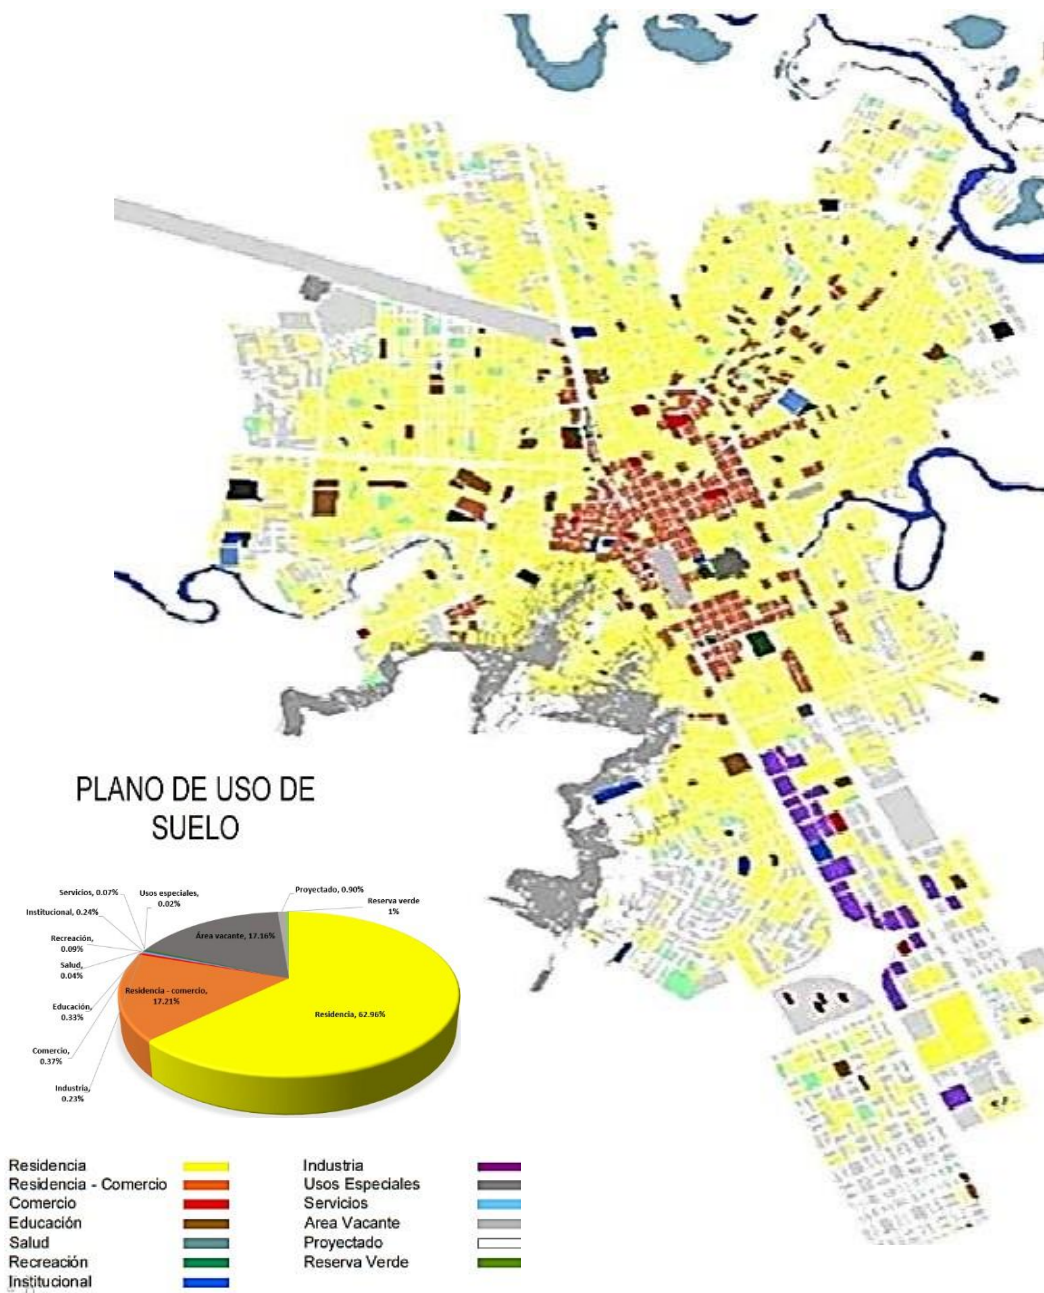 PLANO DE USO DE
SUELO
Servicios, 0.07%
Usos especiales,
0.02%
Proyectado, 0.90%
Reserva verde
1%
Institucional, 0.24%
Área vacante, 17.16%
Recreación,
0.09%
Salud,
0.04%
Residencia - comercio,
17.21%
Educación,
0.33%
Residencia, 62.96%
Comercio,
0.37%
Industria,
0.23%
Residencia
Residencia - Comercio
Comercio
Educación
Salud
Recreación
Institucional
Industria
Usos Especiales
Servicios
Area Vacante
Proyectado
Reserva Verde